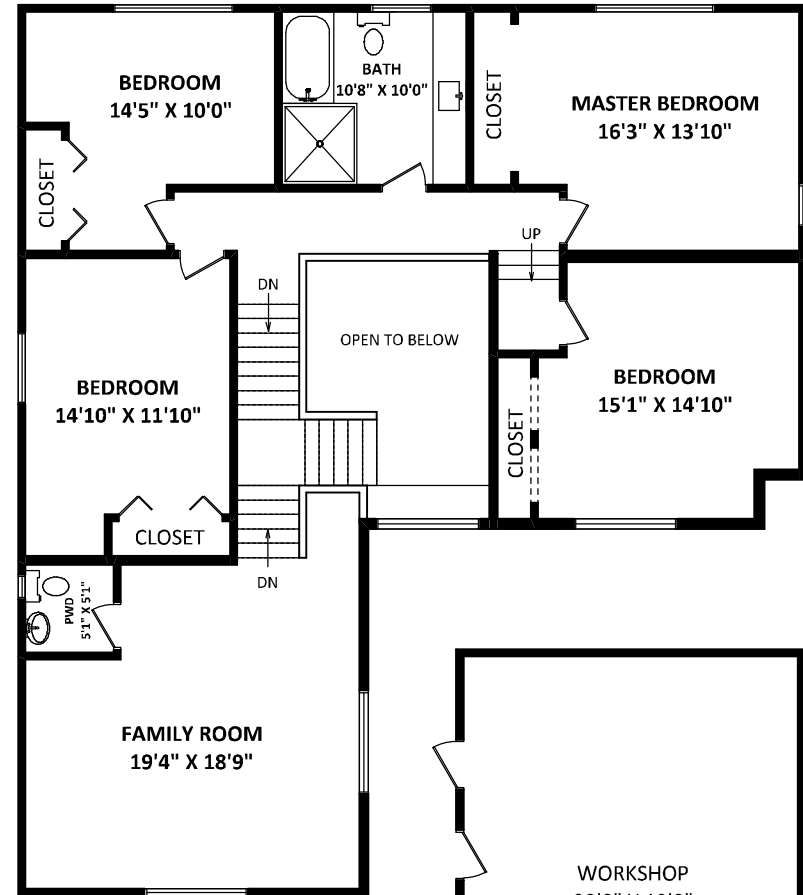 BEDROOM
14'5" X 10'0"
CLOSET
BATH
10'8" X 10'0"
CLOSET
MASTER BEDROOM
16'3" X 13'10"
UP
DN
OPEN TO BELOW
BEDROOM
14'10" X 11'10"
CLOSET
BEDROOM
15'1" X 14'10"
CLOSET
DN
PWD
5'1" X 5'1"
FAMILY ROOM
19'4" X 18'9"
WORKSHOP